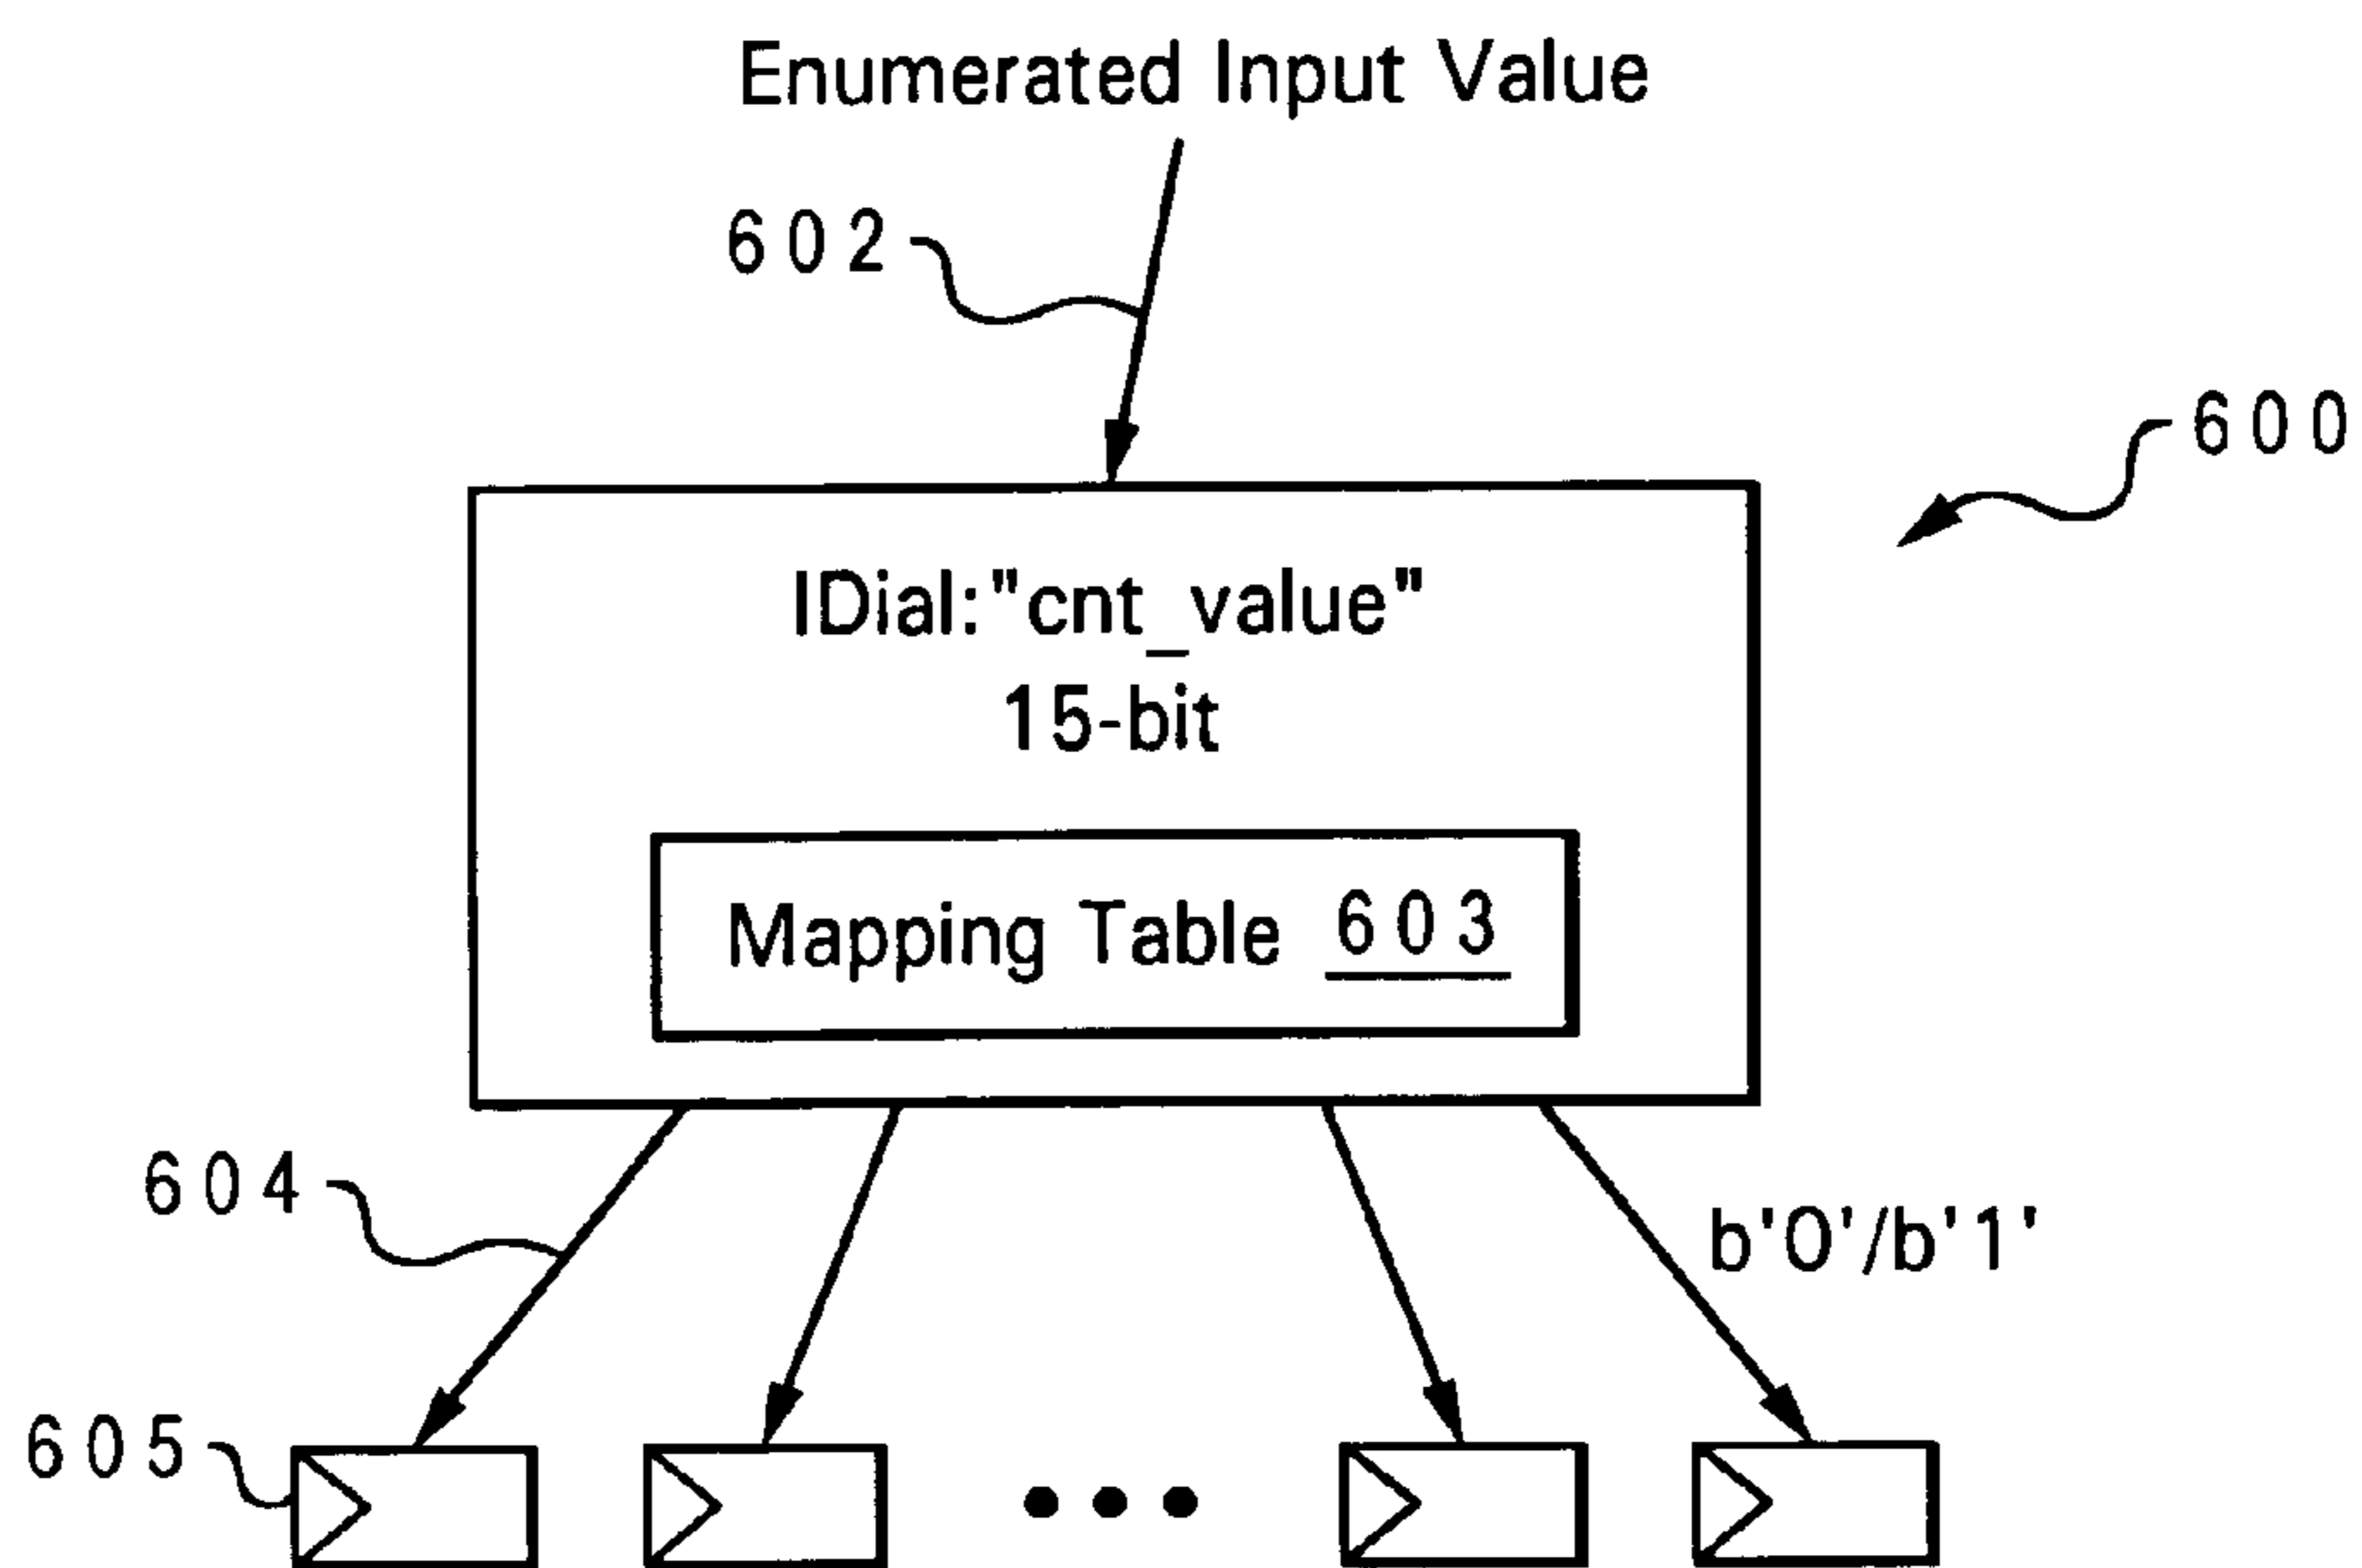 Enumerated Input Value
602
600
IDial:"cnt_value"
15-bit
Mapping Table 603
604
b'0'/b'1'
605